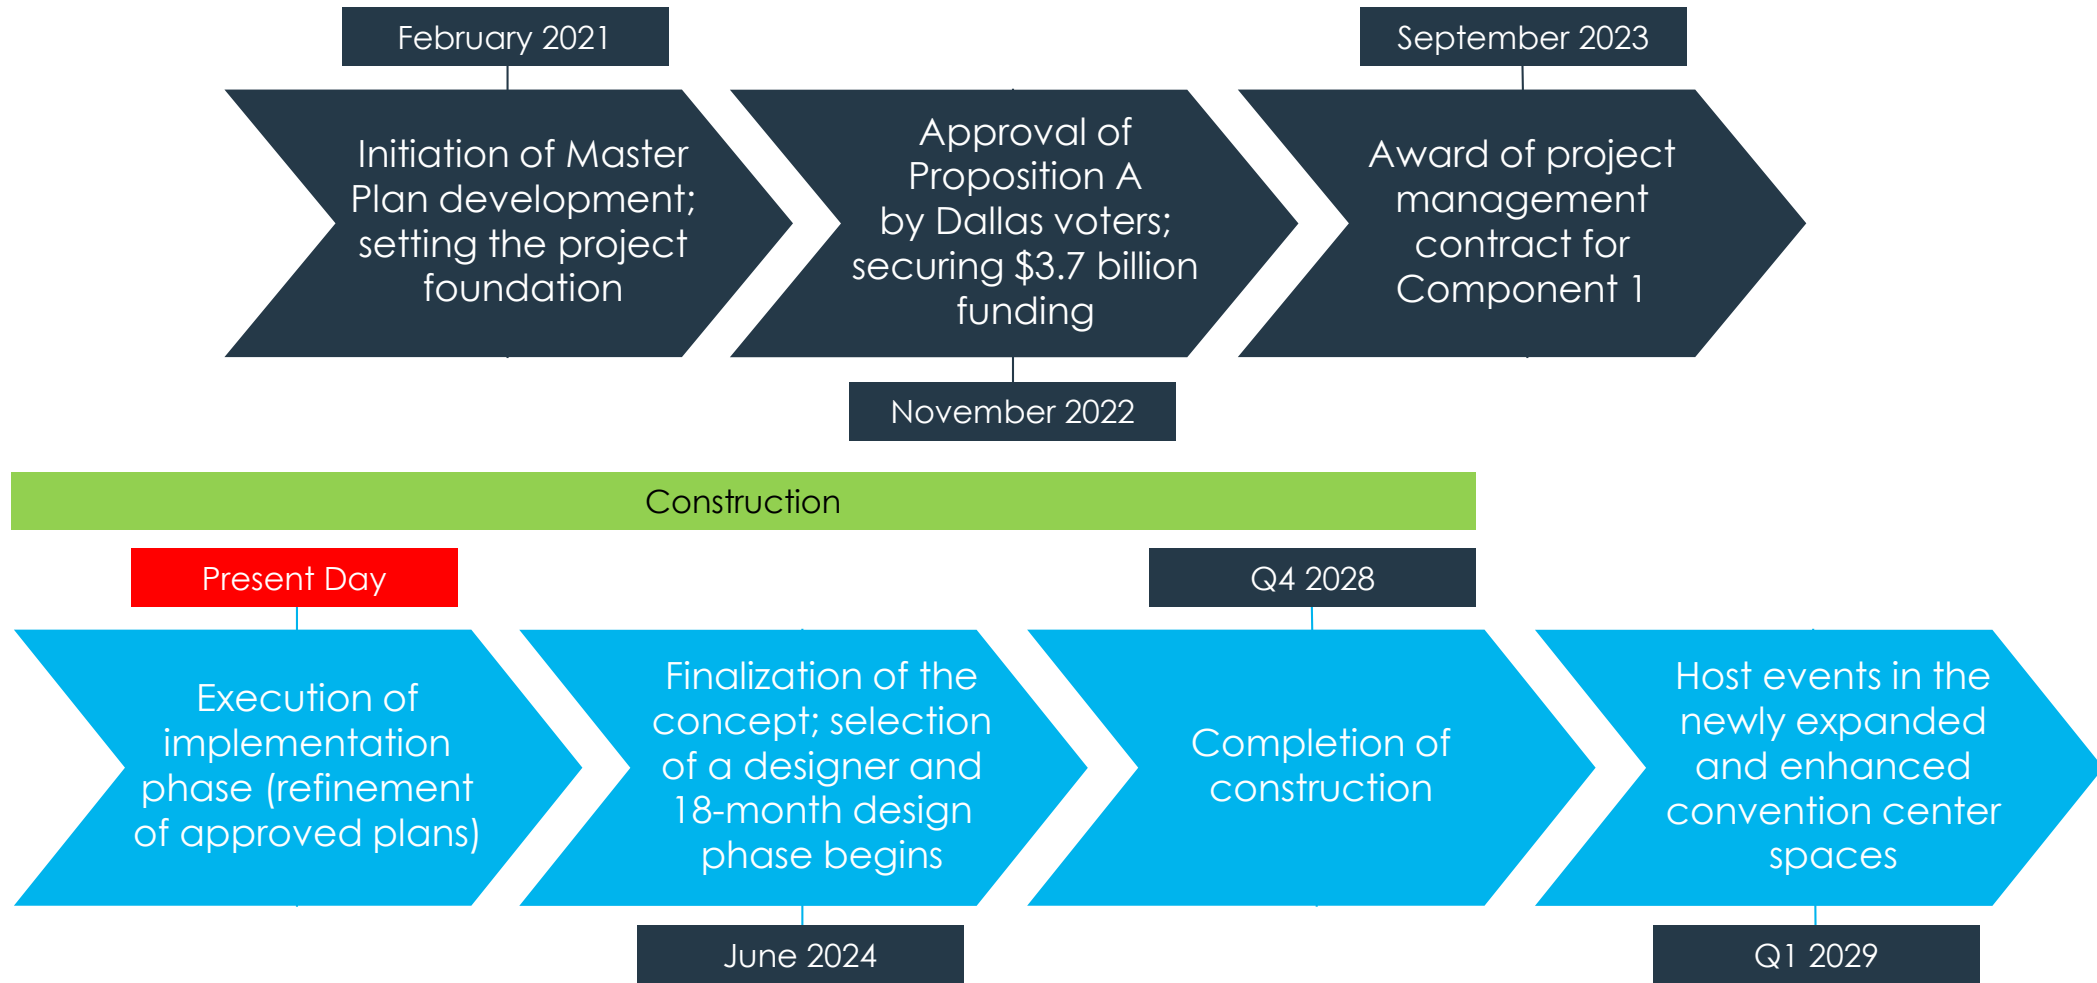 February 2021
September 2023
Initiation of Master
Plan development;
setting the project
foundation
Approval of
Proposition A
by Dallas voters;
securing $3.7 billion
funding
Award of project
management
contract for
Component 1
November 2022
Construction
Present Day
Q4 2028
Execution of
implementation
phase (refinement
of approved plans)
Finalization of the
concept; selection
of a designer and
18-month design
phase begins
Completion of
construction
Host events in the
newly expanded
and enhanced
convention center
spaces
June 2024
Q1 2029